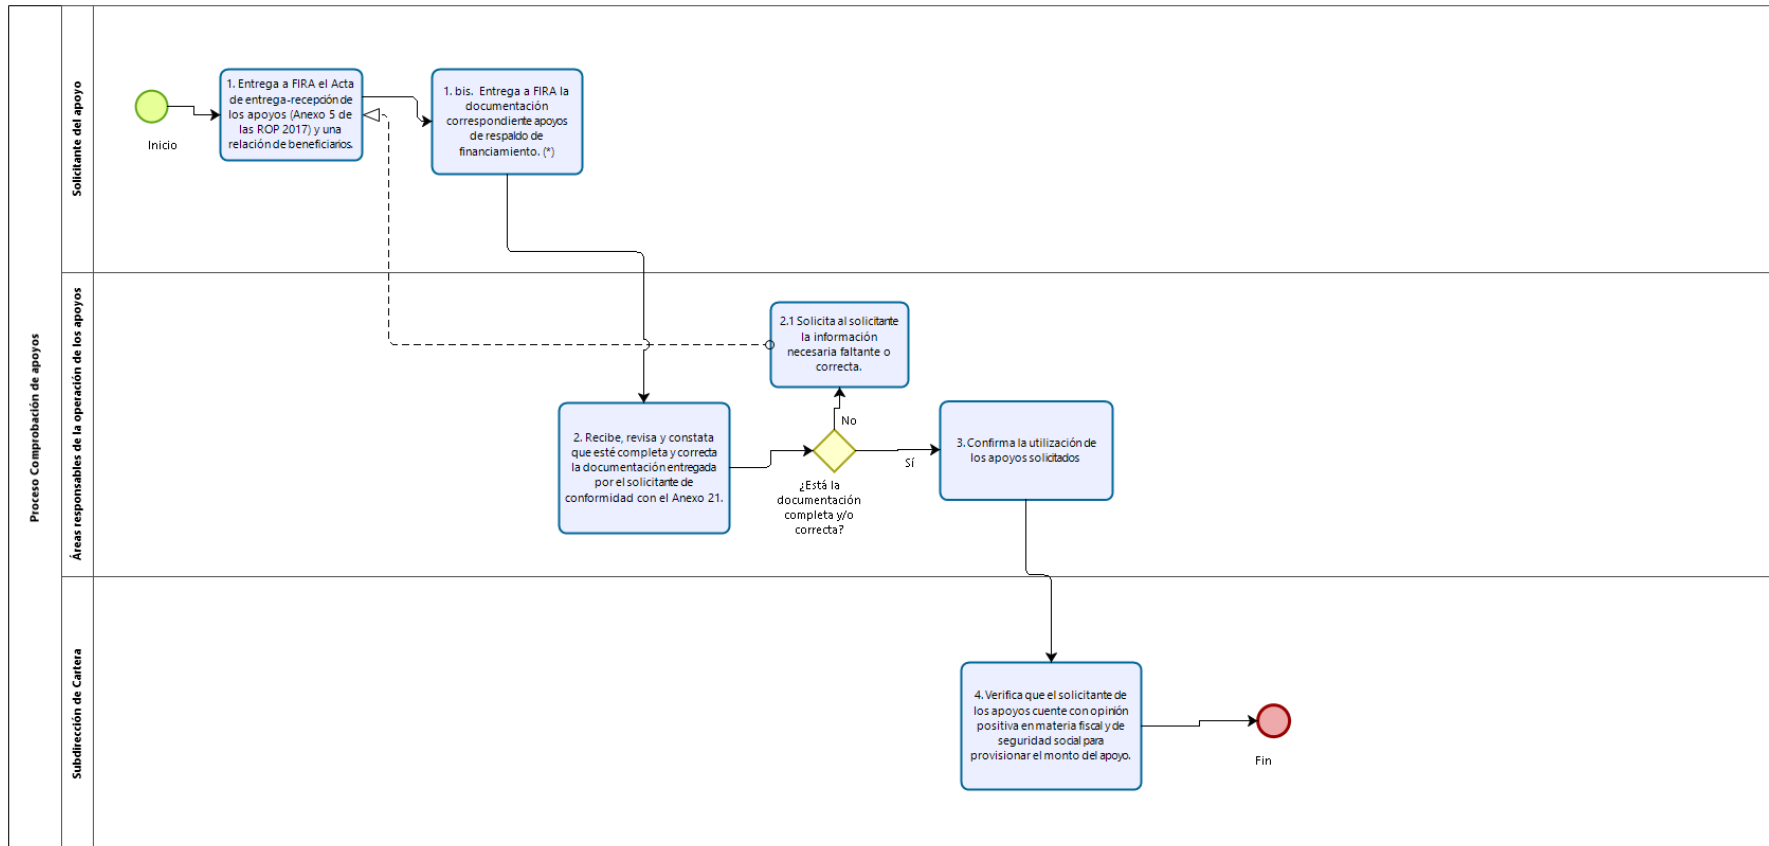 Proceso Comprobación de apoyos
Solicitante del apoyo
Inicio
1. Entrega a FIRA el Acta
de entrega-recepción de
los apoyos (Anexo 5 de
las ROP 2017) y una
relación de beneficiarios.
1. bis. Entrega a FIRA la
documentación
correspondiente apoyos
de respaldo de
financiamiento. (*)
Áreas responsables de la operación de los apoyos
2. Recibe, revisa y constata
que esté completa y correcta
la documentación entregada
por el solicitante de
conformidad con el Anexo 21.
2.1 Solicita al solicitante
la información
necesaria faltante o
correcta.
No
¿Está la
documentación
completa y/o
correcta?
Sí
3. Confirma la utilización de
los apoyos solicitados
Subdirección de Cartera
4. Verifica que el solicitante de
los apoyos cuente con opinión
positiva en materia fiscal y de
seguridad social para
provisionar el monto del apoyo.
Fin